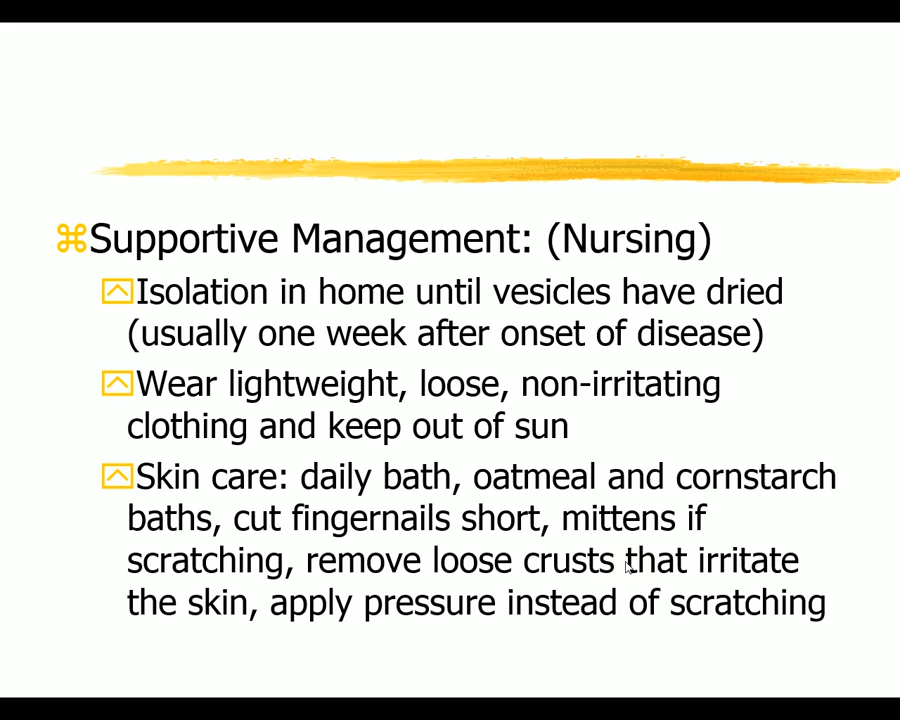 Supportive Management: (Nursing)
Isolation in home until vesicles have dried
(usually one week after onset of disease)
Wear lightweight, loose, non-irritating
clothing and keep out of sun
Skin care: daily bath, oatmeal and cornstarch
baths, cut fingernails short, mittens if
scratching, remove loose crusts that irritate
the skin, apply pressure instead of scratching